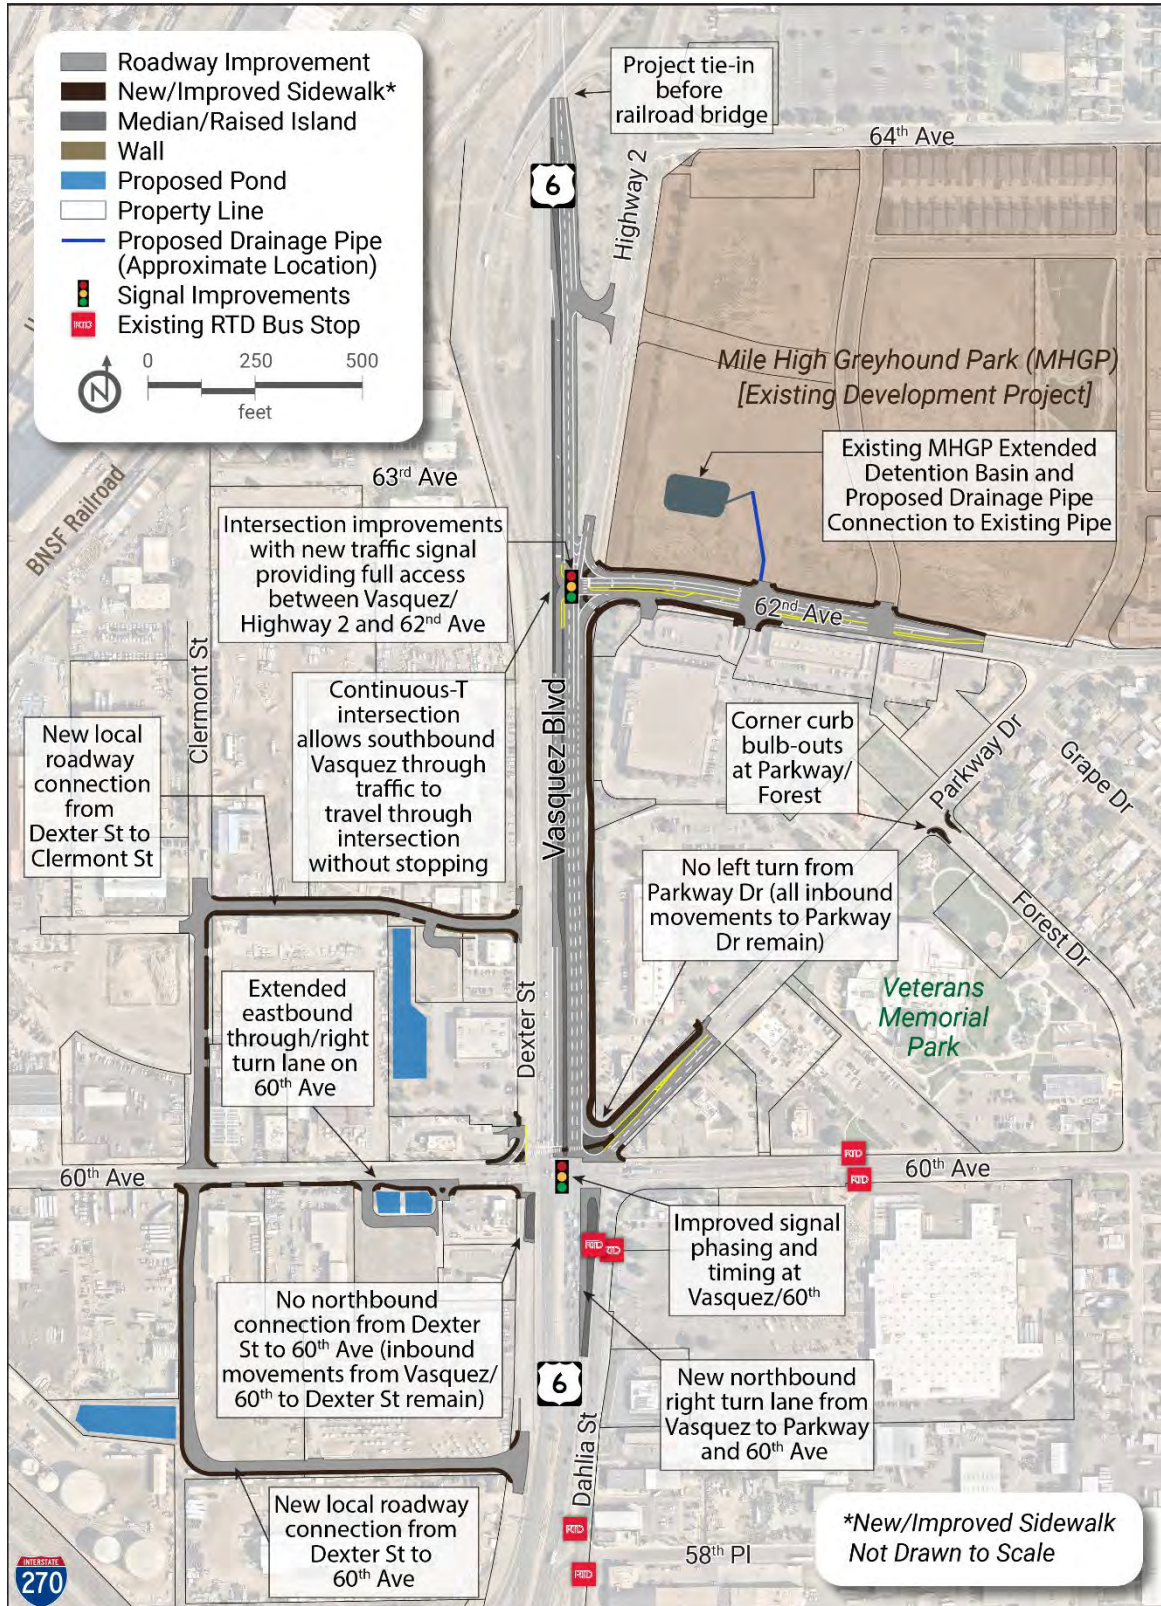 Roadway Improvement
New/Improved Sidewalk*
Median/Raised Island
Wall
Proposed Pond
Property Line
Proposed Drainage Pipe
(Approximate Location)
Signal Improvements
RTD
Existing RTD Bus Stop
N
0 250 500
feet
Project tie-in
before
railroad bridge
64th Ave
6
Highway 2
Mile High Greyhound Park (MHGP)
[Existing Development Project]
Existing MHGP Extended
Detention Basin and
Proposed Drainage Pipe
Connection to Existing Pipe
63rd Ave
BNSF Railroad
Intersection improvements
with new traffic signal
providing full access
between Vasquez/
Highway 2 and 62nd Ave
62nd Ave
Clermont St
Continuous-T
intersection
allows southbound
Vasquez through
traffic to
travel through
intersection
without stopping
Vasquez Blvd
New local
roadway
connection
from
Dexter St to
Clermont St
Corner curb
bulb-outs
at Parkway/
Forest
Parkway Dr
Grape Dr
Forest Dr
No left turn from
Parkway Dr (all inbound
movements to Parkway
Dr remain)
Veterans
Memorial
Park
Extended
eastbound
through/right
turn lane on
60th Ave
Dexter St
60th Ave
RTD
RTD
60th Ave
Improved signal
phasing and
timing at
Vasquez/60th
RTD
RTD
No northbound
connection from Dexter
St to 60th Ave (inbound
movements from Vasquez/
60th to Dexter St remain)
6
New northbound
right turn lane from
Vasquez to Parkway
and 60th Ave
Dahlia St
New local roadway
connection from
Dexter St to
60th Ave
RTD
RTD
58th Pl
*New/Improved Sidewalk
Not Drawn to Scale
INTERSTATE
270